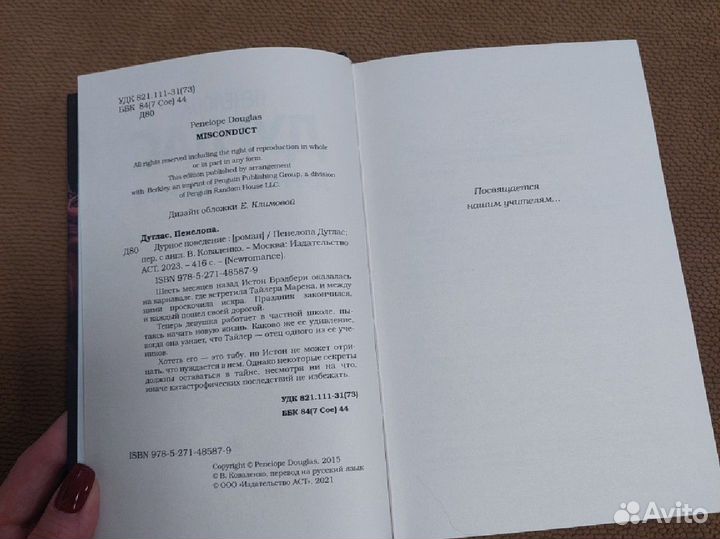 УДК 821.111-31(73)
ББК 84(7 Сое) 44
Д80
Penelope Douglas
MISCONDUCT
All rights reserved including the right of reproduction in whole
or in part in any form.
This edition published by arrangement
with Berkley, an imprint of Penguin Publishing Group, a division
of Penguin Random House LLC.
Дизайн обложки Е. Климовой
Дуглас, Пенелопа.
Д80 Дурное поведение : [роман] / Пенелопа Дуглас;
пер. с англ. В. Коваленко. – Москва: Издательство
АСТ, 2023. – 416 с. – (Newromance).
ISBN 978-5-271-48587-9
Шесть месяцев назад Истон Брэдбери оказалась
на карнавале, где встретила Тайлера Марека, и между
ними проскочила искра. Праздник закончился,
и каждый пошел своей дорогой.
Теперь девушка работает в частной школе, пы-
таясь начать новую жизнь. Каково же ее удивление,
когда она узнает, что Тайлер — отец одного из ее уче-
ников.
Хотеть его — это табу, но Истон не может отри-
цать, что нуждается в нем. Однако некоторые секреты
должны оставаться в тайне, несмотря ни на что,
иначе катастрофических последствий не избежать.
УДК 821.111-31(73)
ББК 84(7 Сое) 44
ISBN 978-5-271-48587-9
Copyright © Penelope Douglas, 2015
© В. Коваленко, перевод на русский язык
© ООО «Издательство АСТ», 2021
Посвящается
нашим учителям...
Avito